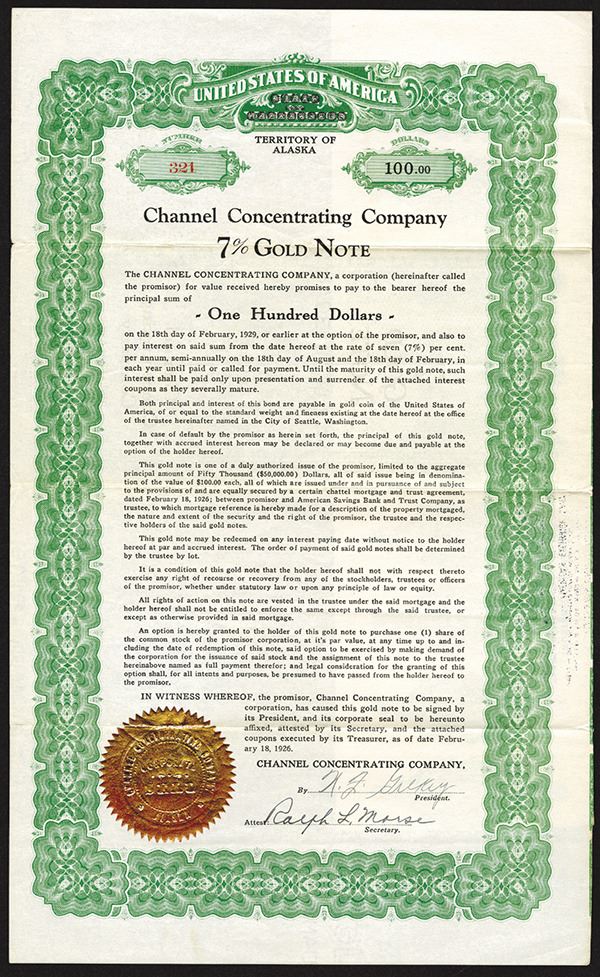 UNITED STATES OF AMERICA
STATE
OF
WASHINGTON
TERRITORY OF
ALASKA
NUMBER
321
DOLLARS
100.00
Channel Concentrating Company
7% GOLD NOTE
The CHANNEL CONCENTRATING COMPANY, a corporation (hereinafter called
the promisor) for value received hereby promises to pay to the bearer hereof the
principal sum of
- One Hundred Dollars -
on the 18th day of February, 1929, or earlier at the option of the promisor, and also to
pay interest on said sum from the date hereof at the rate of seven (7%) per cent.
per annum, semi-annually on the 18th day of August and the 18th day of February, in
each year until paid or called for payment. Until the maturity of this gold note, such
interest shall be paid only upon presentation and surrender of the attached interest
coupons as they severally mature.
Both principal and interest of this bond are payable in gold coin of the United States of
America, of or equal to the standard weight and fineness existing at the date hereof at the office
of the trustee hereinafter named in the City of Seattle, Washington.
In case of default by the promisor as herein set forth, the principal of this gold note,
together with accrued interest hereon may be declared or may become due and payable at the
option of the holder hereof.
This gold note is one of a duly authorized issue of the promisor, limited to the aggregate
principal amount of Fifty Thousand ($50,000.00) Dollars, all of said issue being in denomina-
tion of the value of $100.00 each, all of which are issued under and in pursuance of and subject
to the provisions of and are equally secured by a certain chattel mortgage and trust agreement,
dated February 18, 1926; between promisor and American Savings Bank and Trust Company, as
trustee, to which mortgage reference is hereby made for a description of the property mortgaged,
the nature and extent of the security and the right of the promisor, the trustee and the respec-
tive holders of the said gold notes.
This gold note may be redeemed on any interest paying date without notice to the holder
hereof at par and accrued interest. The order of payment of said gold notes shall be determined
by the trustee by lot.
It is a condition of this gold note that the holder hereof shall not with respect thereto
exercise any right of recourse or recovery from any of the stockholders, trustees or officers
of the promisor, whether under statutory law or upon any principle of law or equity.
All rights of action on this note are vested in the trustee under the said mortgage and the
holder hereof shall not be entitled to enforce the same except through the said trustee, or
except as otherwise provided in said mortgage.
An option is hereby granted to the holder of this gold note to purchase one (1) share of
the common stock of the promisor corporation, at it's par value, at any time up to and in-
cluding the date of redemption of this note, said option to be exercised by making demand of
the corporation for the issuance of said stock and the assignment of this note to the trustee
hereinabove named as full payment therefor; and legal consideration for the granting of this
option shall, for all intents and purposes, be presumed to have passed from the holder hereof to
the promisor.
IN WITNESS WHEREOF, the promisor, Channel Concentrating Company, a
corporation, has caused this gold note to be signed by
its President, and its corporate seal to be hereunto
affixed, attested by its Secretary, and the attached
coupons executed by its Treasurer, as of date Febru-
ary 18, 1926.
CHANNEL CONCENTRATING COMPANY,
By
President.
Attest: Ralph L. Morse
Secretary.